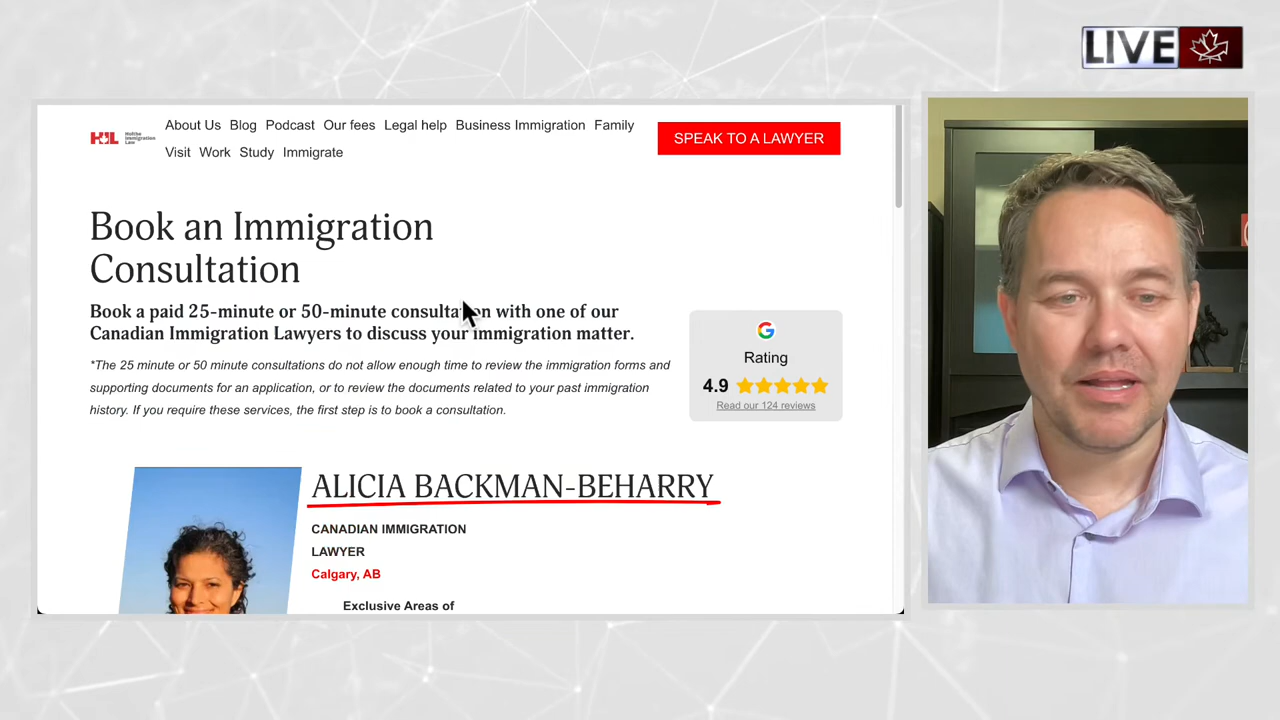 LIVE
HIL Holthe Immigration Law
About Us Blog Podcast Our fees Legal help Business Immigration Family
Visit Work Study Immigrate
SPEAK TO A LAWYER
Book an Immigration
Consultation
Book a paid 25-minute or 50-minute consultation with one of our
Canadian Immigration Lawyers to discuss your immigration matter.
*The 25 minute or 50 minute consultations do not allow enough time to review the immigration forms and
supporting documents for an application, or to review the documents related to your past immigration
history. If you require these services, the first step is to book a consultation.
Rating
4.9
Read our 124 reviews
ALICIA BACKMAN-BEHARRY
CANADIAN IMMIGRATION
LAWYER
Calgary, AB
Exclusive Areas of